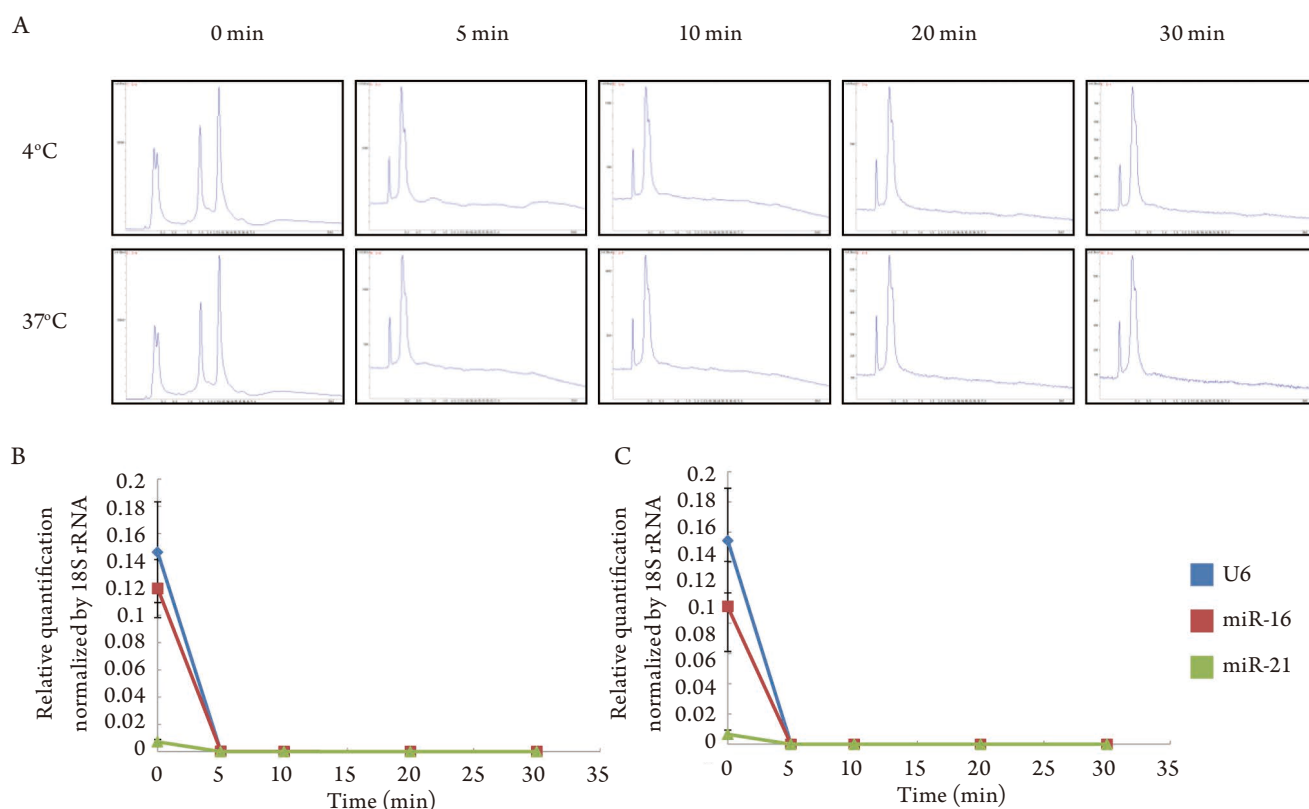 A
0 min 5 min 10 min 20 min 30 min
4°C
37°C
B
Relative quantification
normalized by 18S rRNA
0.2
0.18
0.16
0.14
0.12
0.1
0.08
0.06
0.04
0.02
0
0 5 10 15 20 25 30 35
Time (min)
C
Relative quantification
normalized by 18S rRNA
0.2
0.18
0.16
0.14
0.12
0.1
0.08
0.06
0.04
0.02
0
0 5 10 15 20 25 30 35
Time (min)
U6
miR-16
miR-21